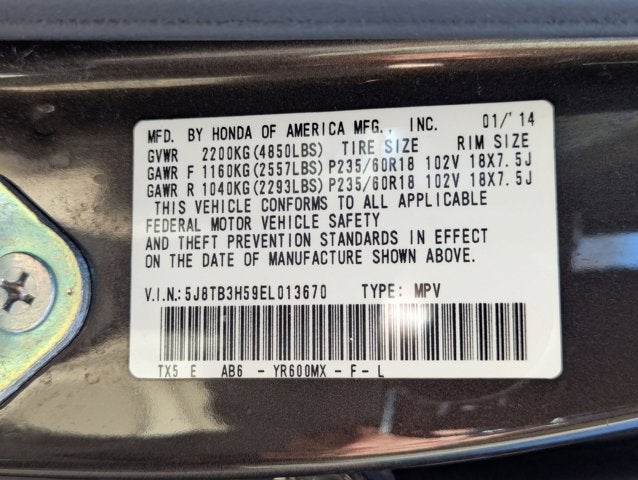 MFD. BY HONDA OF AMERICA MFG., INC. 01/'14
GVWR 2200KG(4850LBS) TIRE SIZE RIM SIZE
GAWR F 1160KG(2557LBS) P235/60R18 102V 18X7.5J
GAWR R 1040KG(2293LBS) P235/60R18 102V 18X7.5J
THIS VEHICLE CONFORMS TO ALL APPLICABLE
FEDERAL MOTOR VEHICLE SAFETY
AND THEFT PREVENTION STANDARDS IN EFFECT
ON THE DATE OF MANUFACTURE SHOWN ABOVE.
V.I.N.:5J8TB3H59EL013670 TYPE: MPV
TX5 E AB6 - YR600MX - F - L